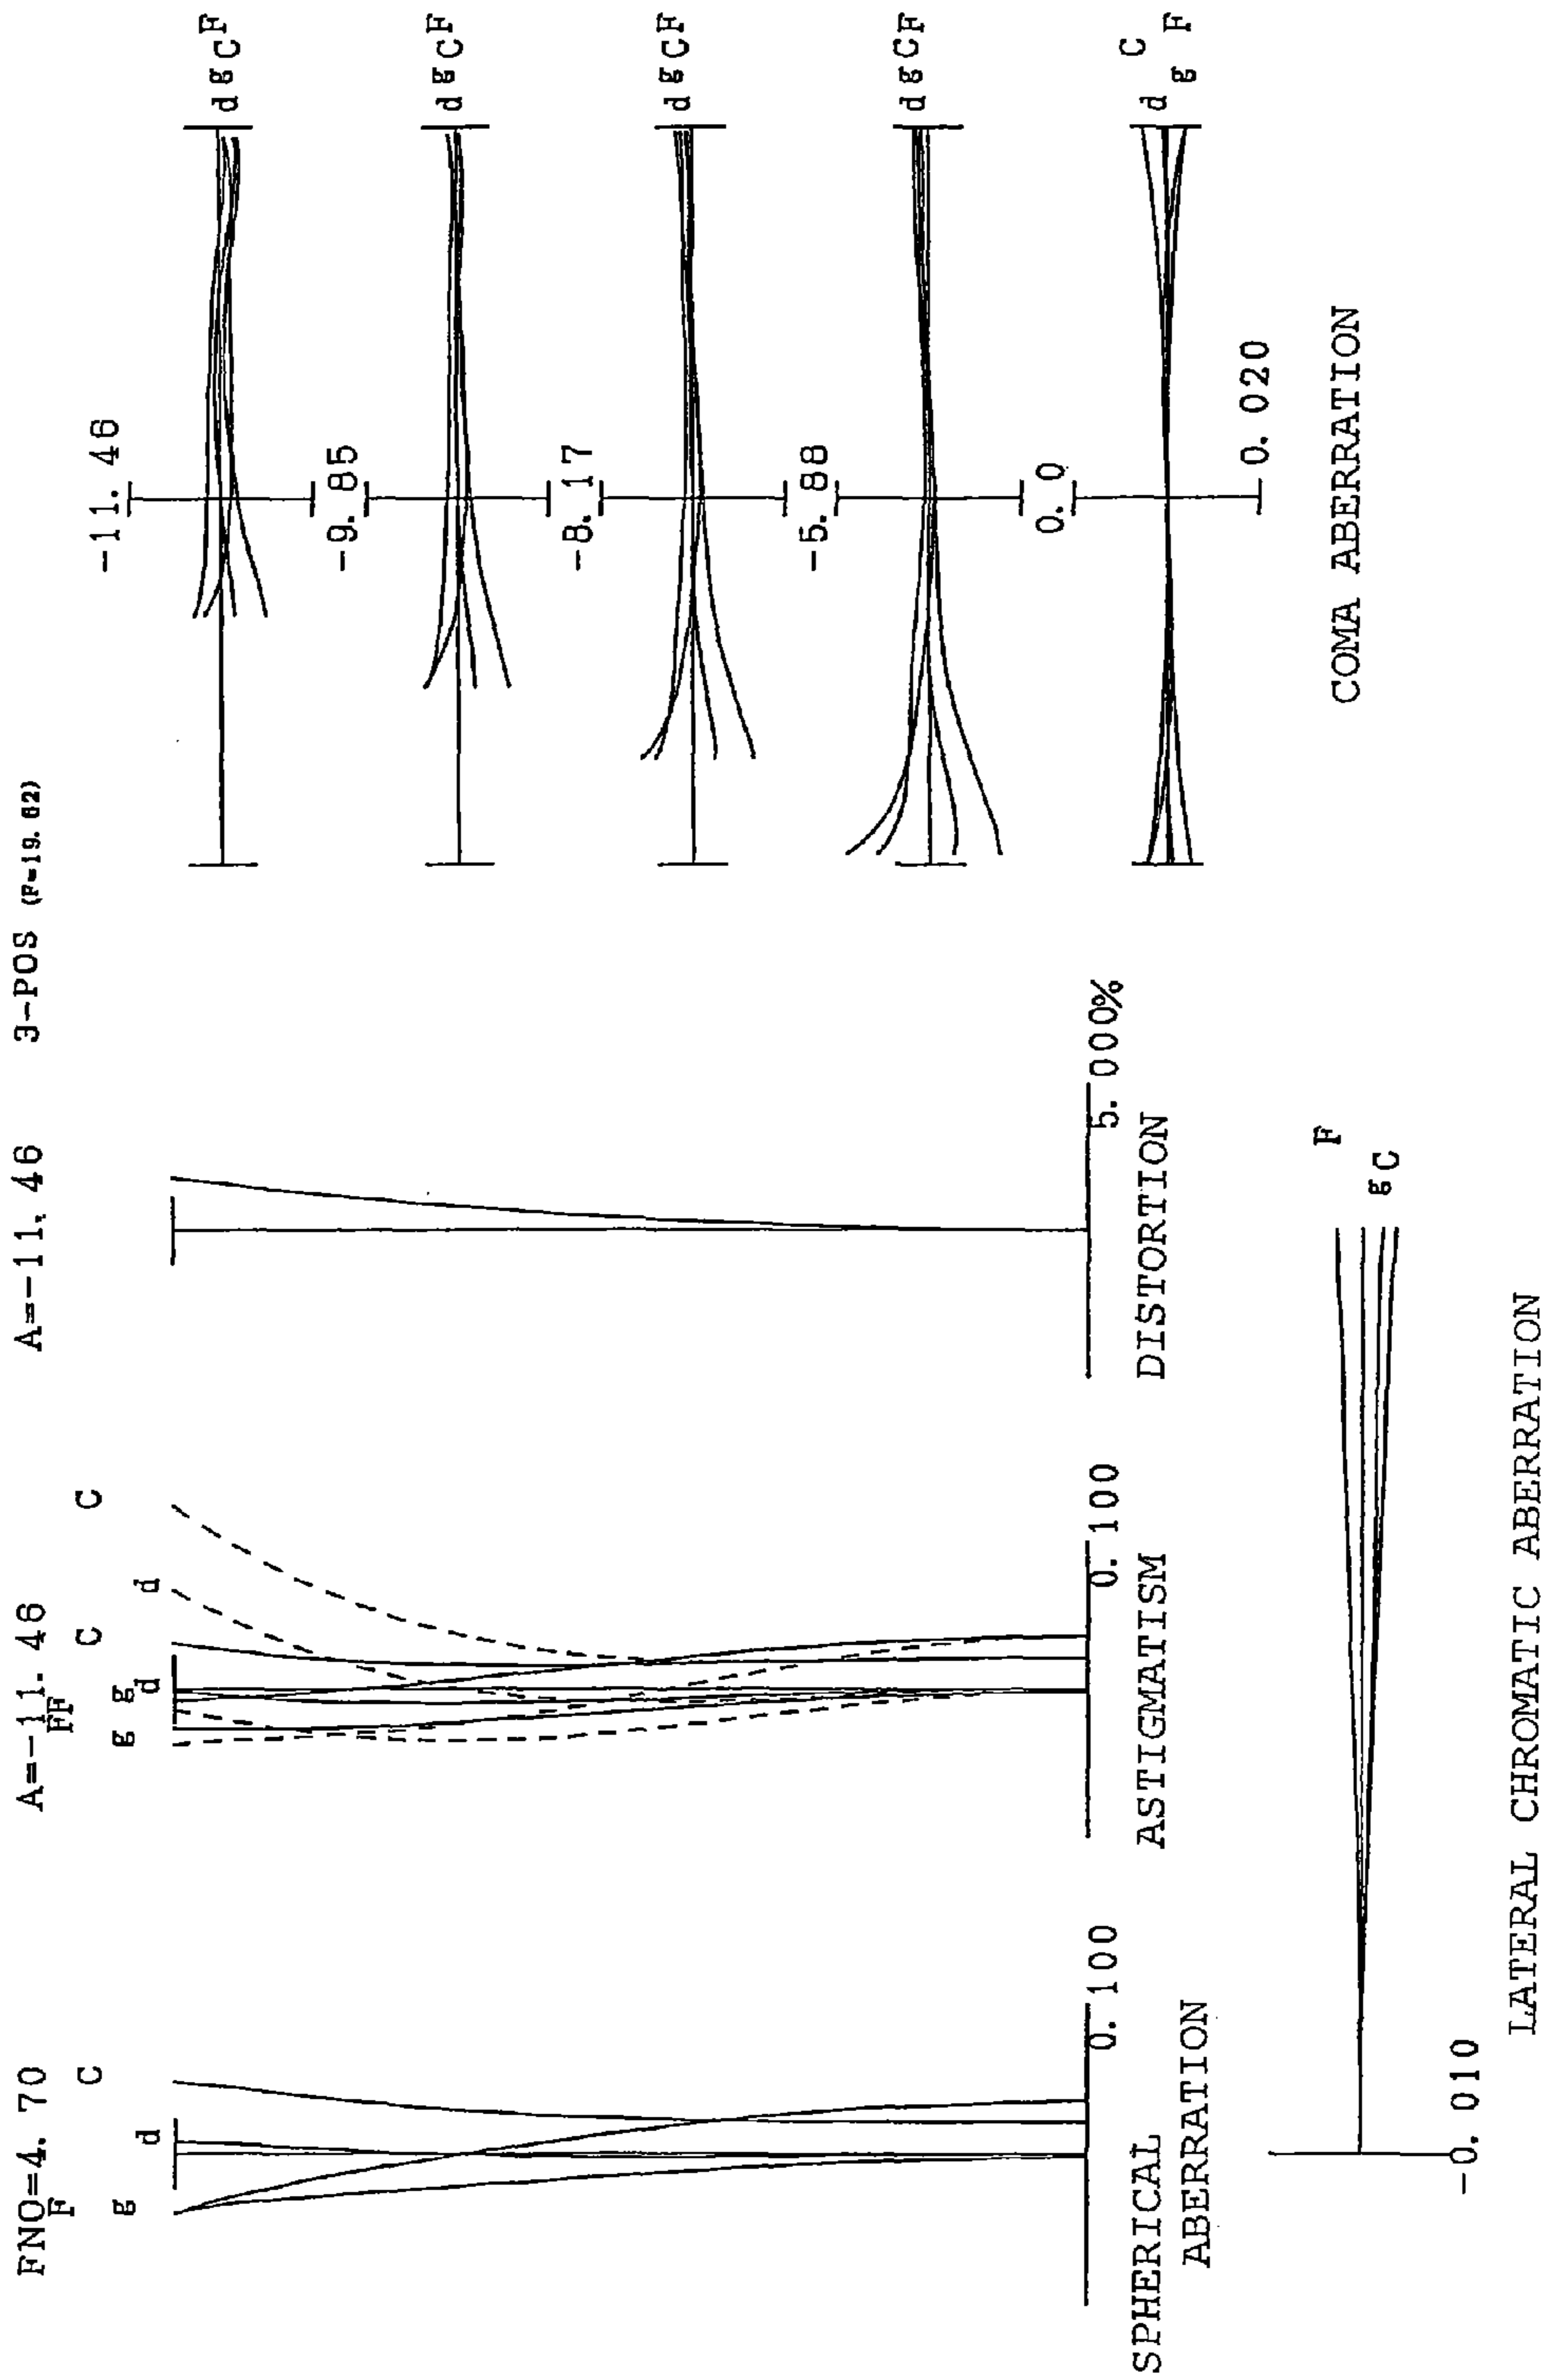 FNO=4.70
F
g
d
C
0.100
SPHERICAL
ABERRATION
A=-11.46
FF
g g
d
C
d
C
0.100
ASTIGMATISM
A=-11.46
5.000%
DISTORTION
3-POS (F=19.62)
-11.46
d g C F
-9.85
d g C F
-8.17
d g C F
-5.88
d g C F
0.0
d g C F
0.020
COMA ABERRATION
F
g C
-0.010
LATERAL CHROMATIC ABERRATION